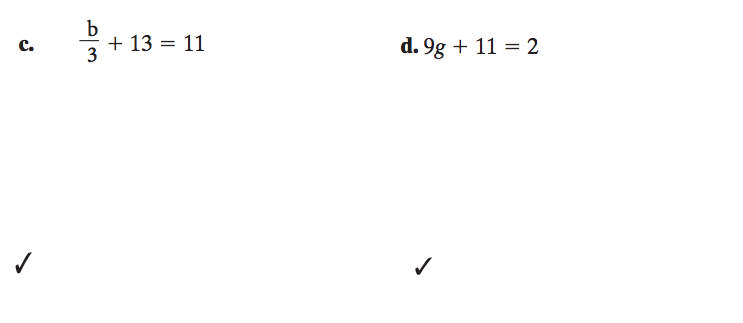 c. b/3 + 13 = 11
d. 9g + 11 = 2
✓ ✓